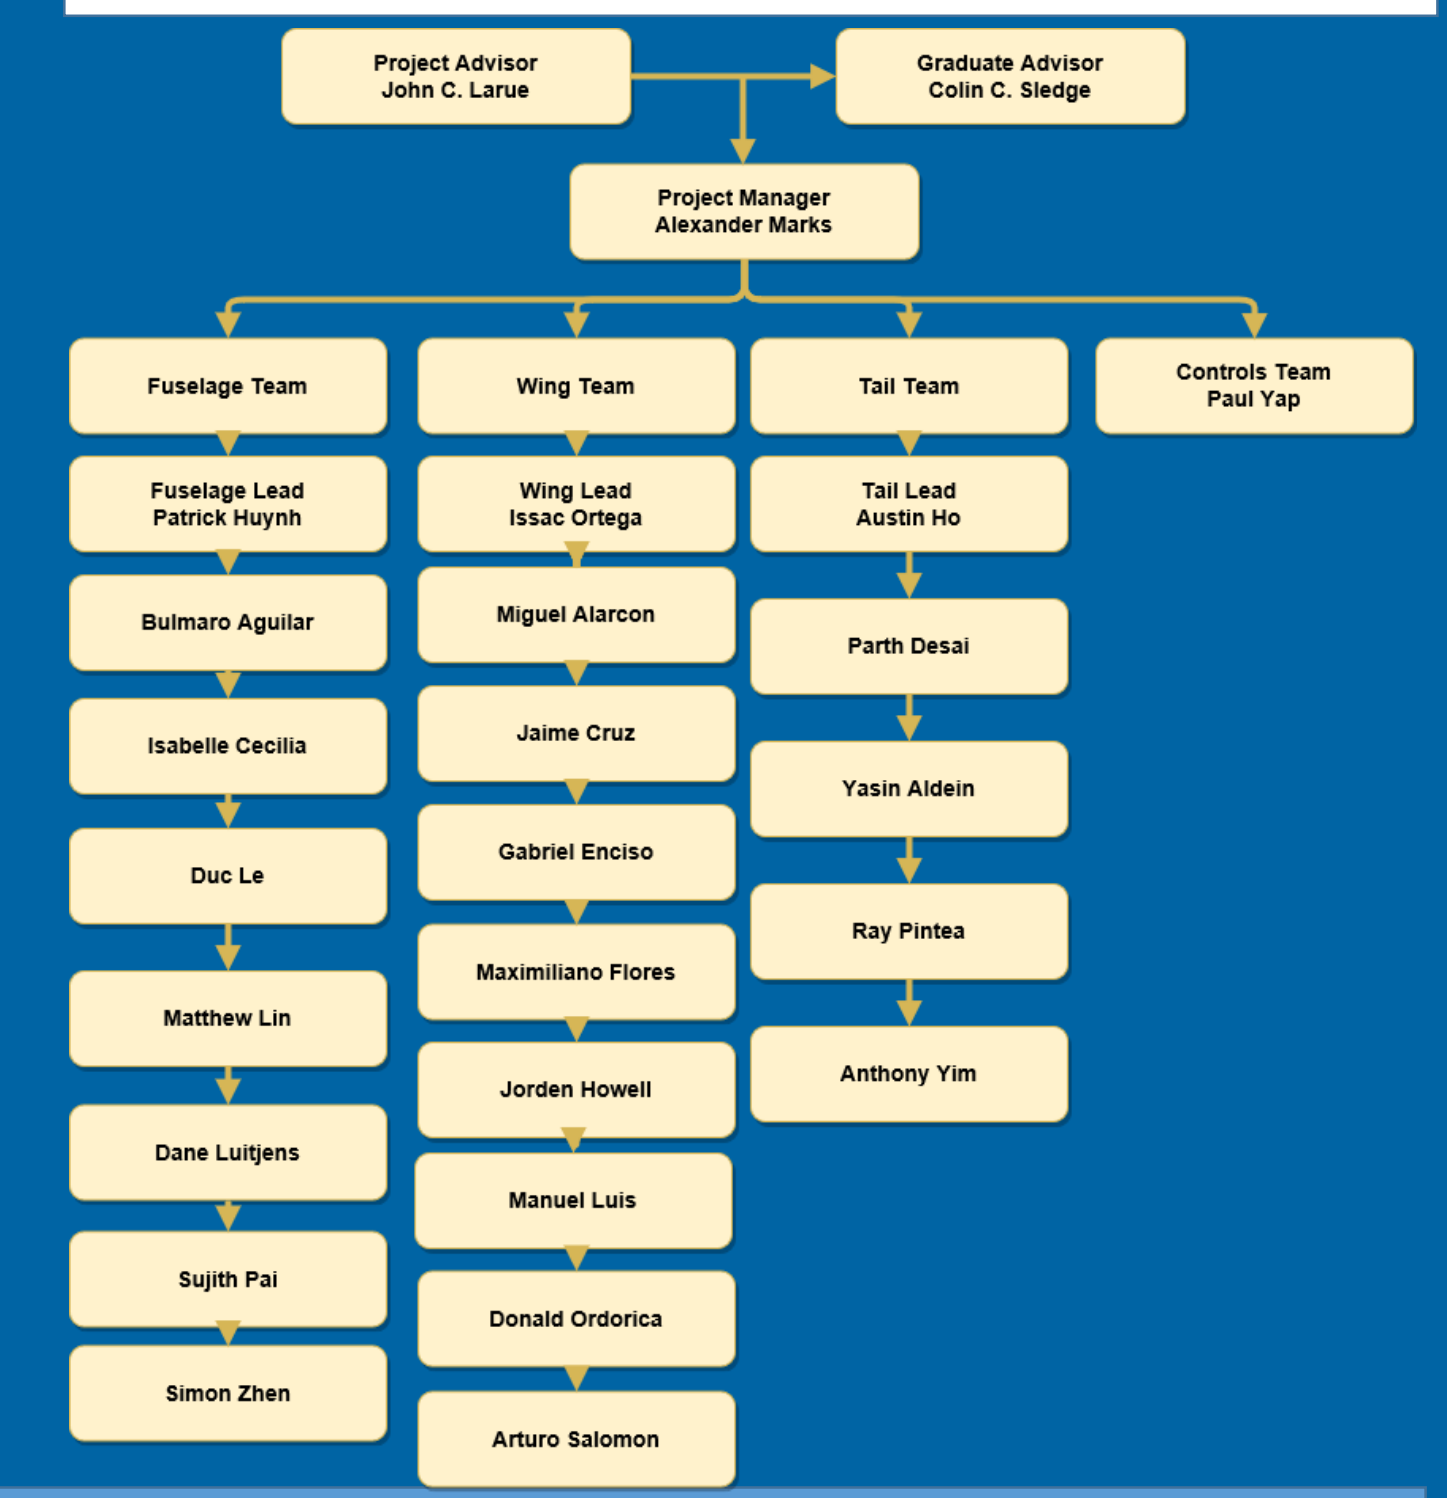 Project Advisor
John C. Larue
Graduate Advisor
Colin C. Sledge
Project Manager
Alexander Marks
Fuselage Team
Wing Team
Tail Team
Controls Team
Paul Yap
Fuselage Lead
Patrick Huynh
Wing Lead
Issac Ortega
Tail Lead
Austin Ho
Bulmaro Aguilar
Isabelle Cecilia
Duc Le
Matthew Lin
Dane Luitjens
Sujith Pai
Simon Zhen
Miguel Alarcon
Jaime Cruz
Gabriel Enciso
Maximiliano Flores
Jorden Howell
Manuel Luis
Donald Ordorica
Arturo Salomon
Parth Desai
Yasin Aldein
Ray Pintea
Anthony Yim